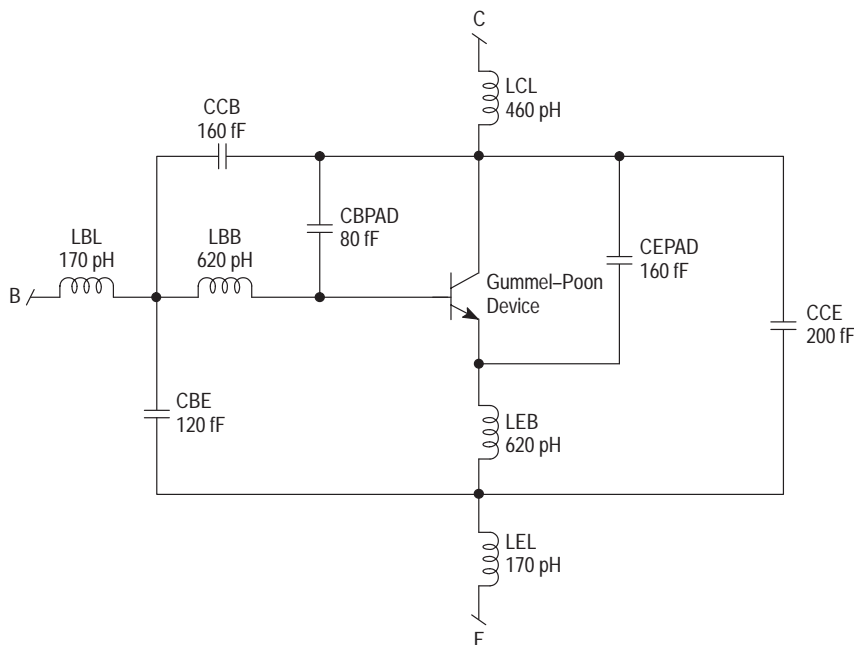 C
LCL
460 pH
CCB
160 fF
CBPAD
80 fF
LBL
170 pH
LBB
620 pH
CEPAD
160 fF
Gummel–Poon
Device
B
CCE
200 fF
CBE
120 fF
LEB
620 pH
LEL
170 pH
E